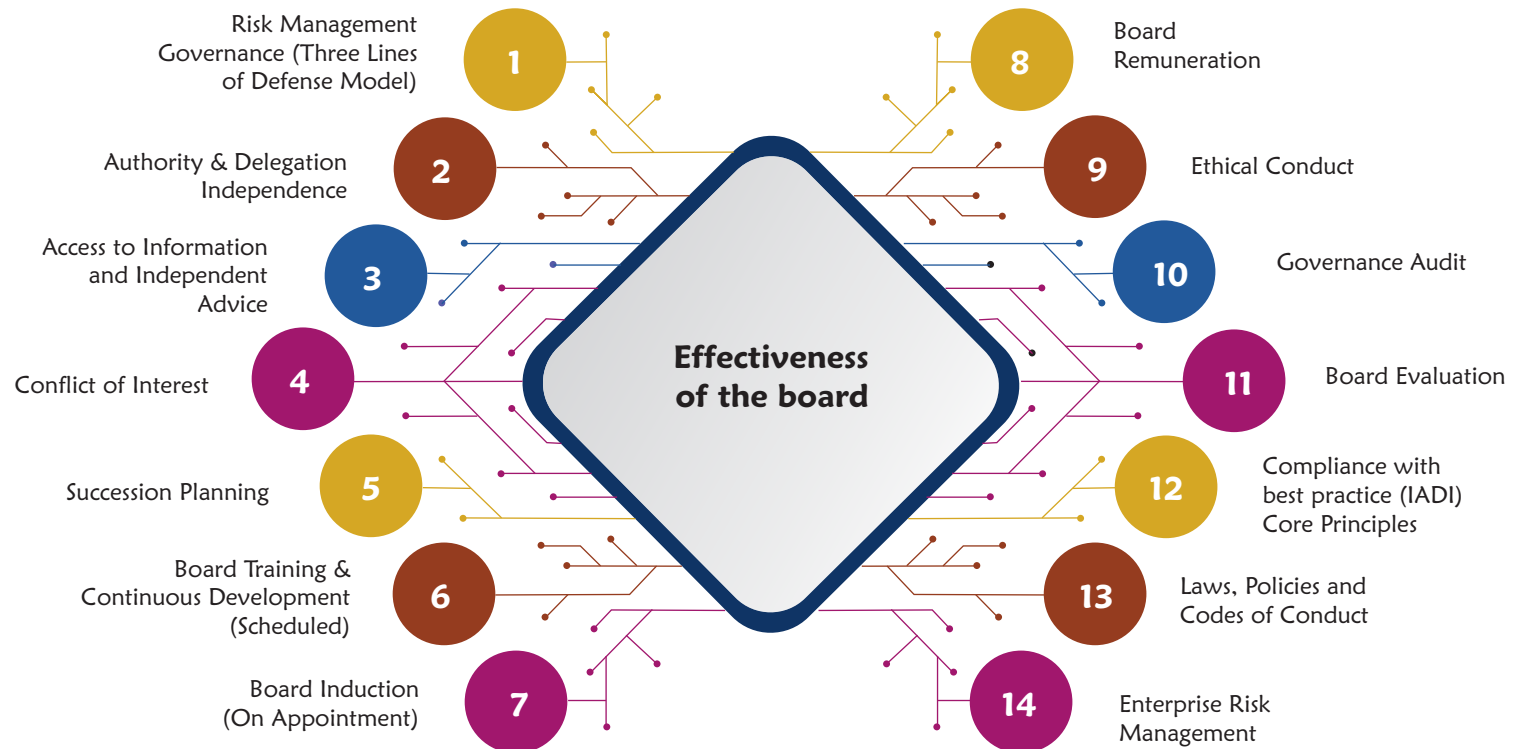 Risk Management
Governance (Three Lines
of Defense Model)
1
Authority & Delegation
Independence
2
Access to Information
and Independent
Advice
3
Conflict of Interest
4
Succession Planning
5
Board Training &
Continuous Development
(Scheduled)
6
Board Induction
(On Appointment)
7
Effectiveness
of the board
8
Board
Remuneration
9
Ethical Conduct
10
Governance Audit
11
Board Evaluation
12
Compliance with
best practice (IADI)
Core Principles
13
Laws, Policies and
Codes of Conduct
14
Enterprise Risk
Management